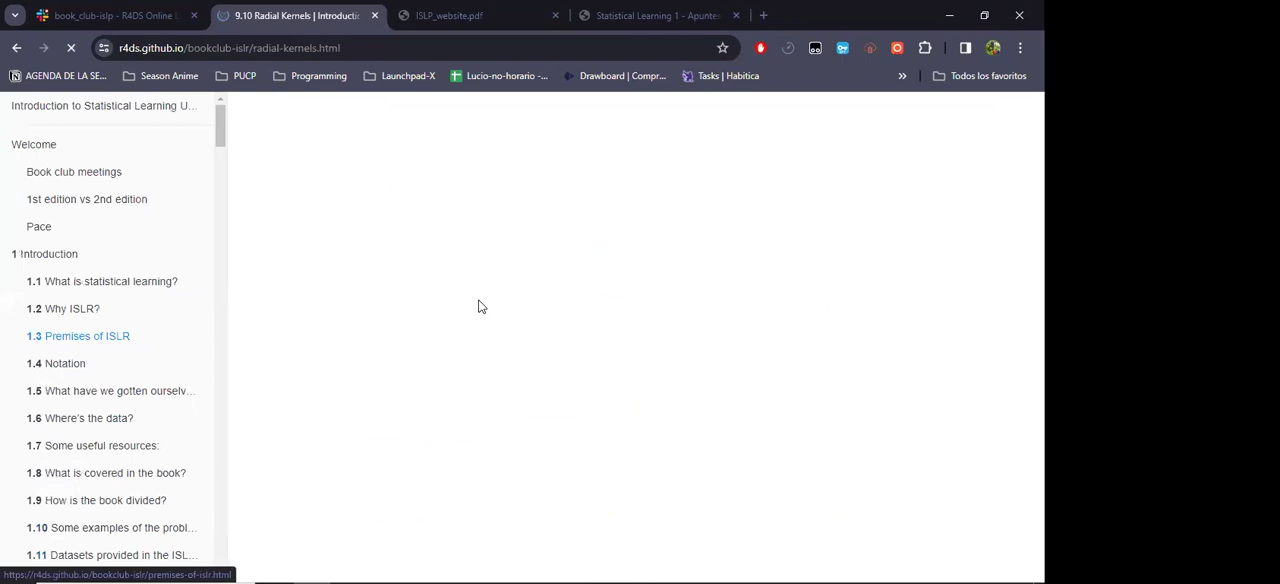 book_club-islp - R4DS Online L
9.10 Radial Kernels | Introductic
ISLP_website.pdf
Statistical Learning 1 - Apuntes
r4ds.github.io/bookclub-islr/radial-kernels.html
AGENDA DE LA SE...
Season Anime
PUCP
Programming
Launchpad-X
Lucio-no-horario -...
Drawboard | Compr...
Tasks | Habitica
»
Todos los favoritos
Introduction to Statistical Learning U...
Welcome
Book club meetings
1st edition vs 2nd edition
Pace
1 Introduction
1.1 What is statistical learning?
1.2 Why ISLR?
1.3 Premises of ISLR
1.4 Notation
1.5 What have we gotten ourselv...
1.6 Where's the data?
1.7 Some useful resources:
1.8 What is covered in the book?
1.9 How is the book divided?
1.10 Some examples of the probl...
1.11 Datasets provided in the ISL...
https://r4ds.github.io/bookclub-islr/premises-of-islr.html